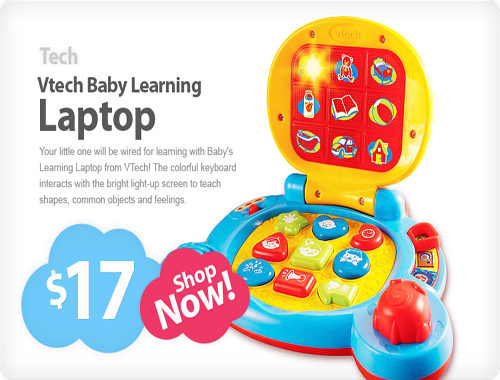 Tech
Vtech Baby Learning
Laptop
Your little one will be wired for learning with Baby's
Learning Laptop from VTech! The colorful keyboard
interacts with the bright light-up screen to teach
shapes, common objects and feelings.
$17
Shop
Now!
vtech